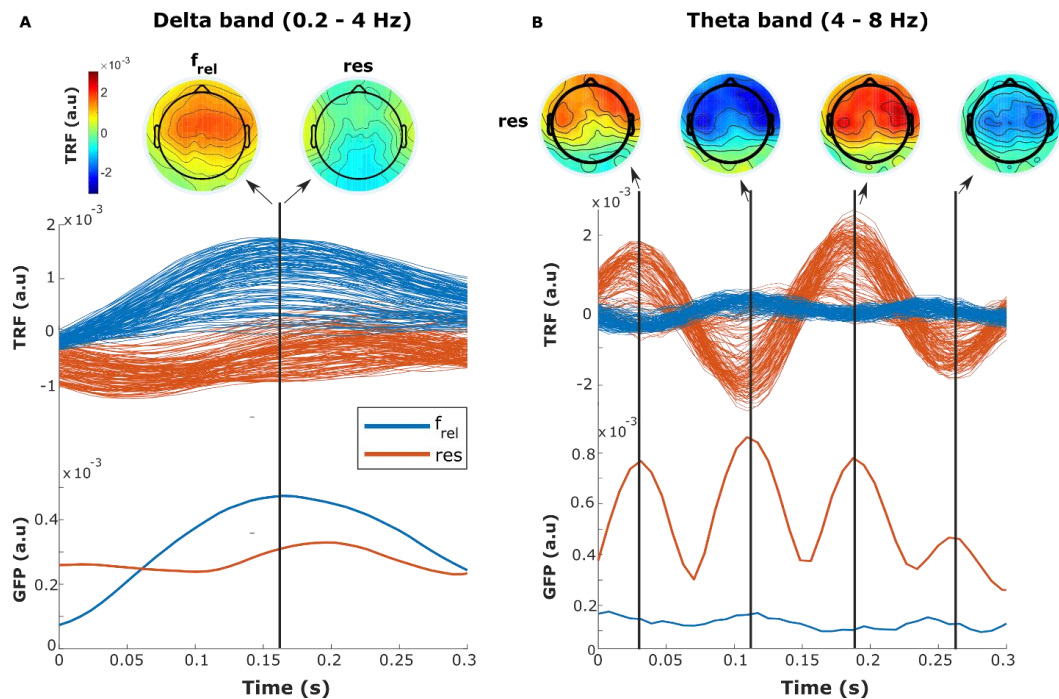 A
Delta band (0.2 - 4 Hz)
f_rel
res
×10⁻³
2
0
-2
TRF (a.u)
x 10⁻³
2
1
0
-1
TRF (a.u)
f_rel
res
x 10⁻³
0.4
0.2
0
GFP (a.u)
0
0.05
0.1
0.15
0.2
0.25
0.3
Time (s)
B
Theta band (4 - 8 Hz)
res
x 10⁻³
2
0
-2
TRF (a.u)
x 10⁻³
0.8
0.6
0.4
0.2
0
GFP (a.u)
0
0.05
0.1
0.15
0.2
0.25
0.3
Time (s)